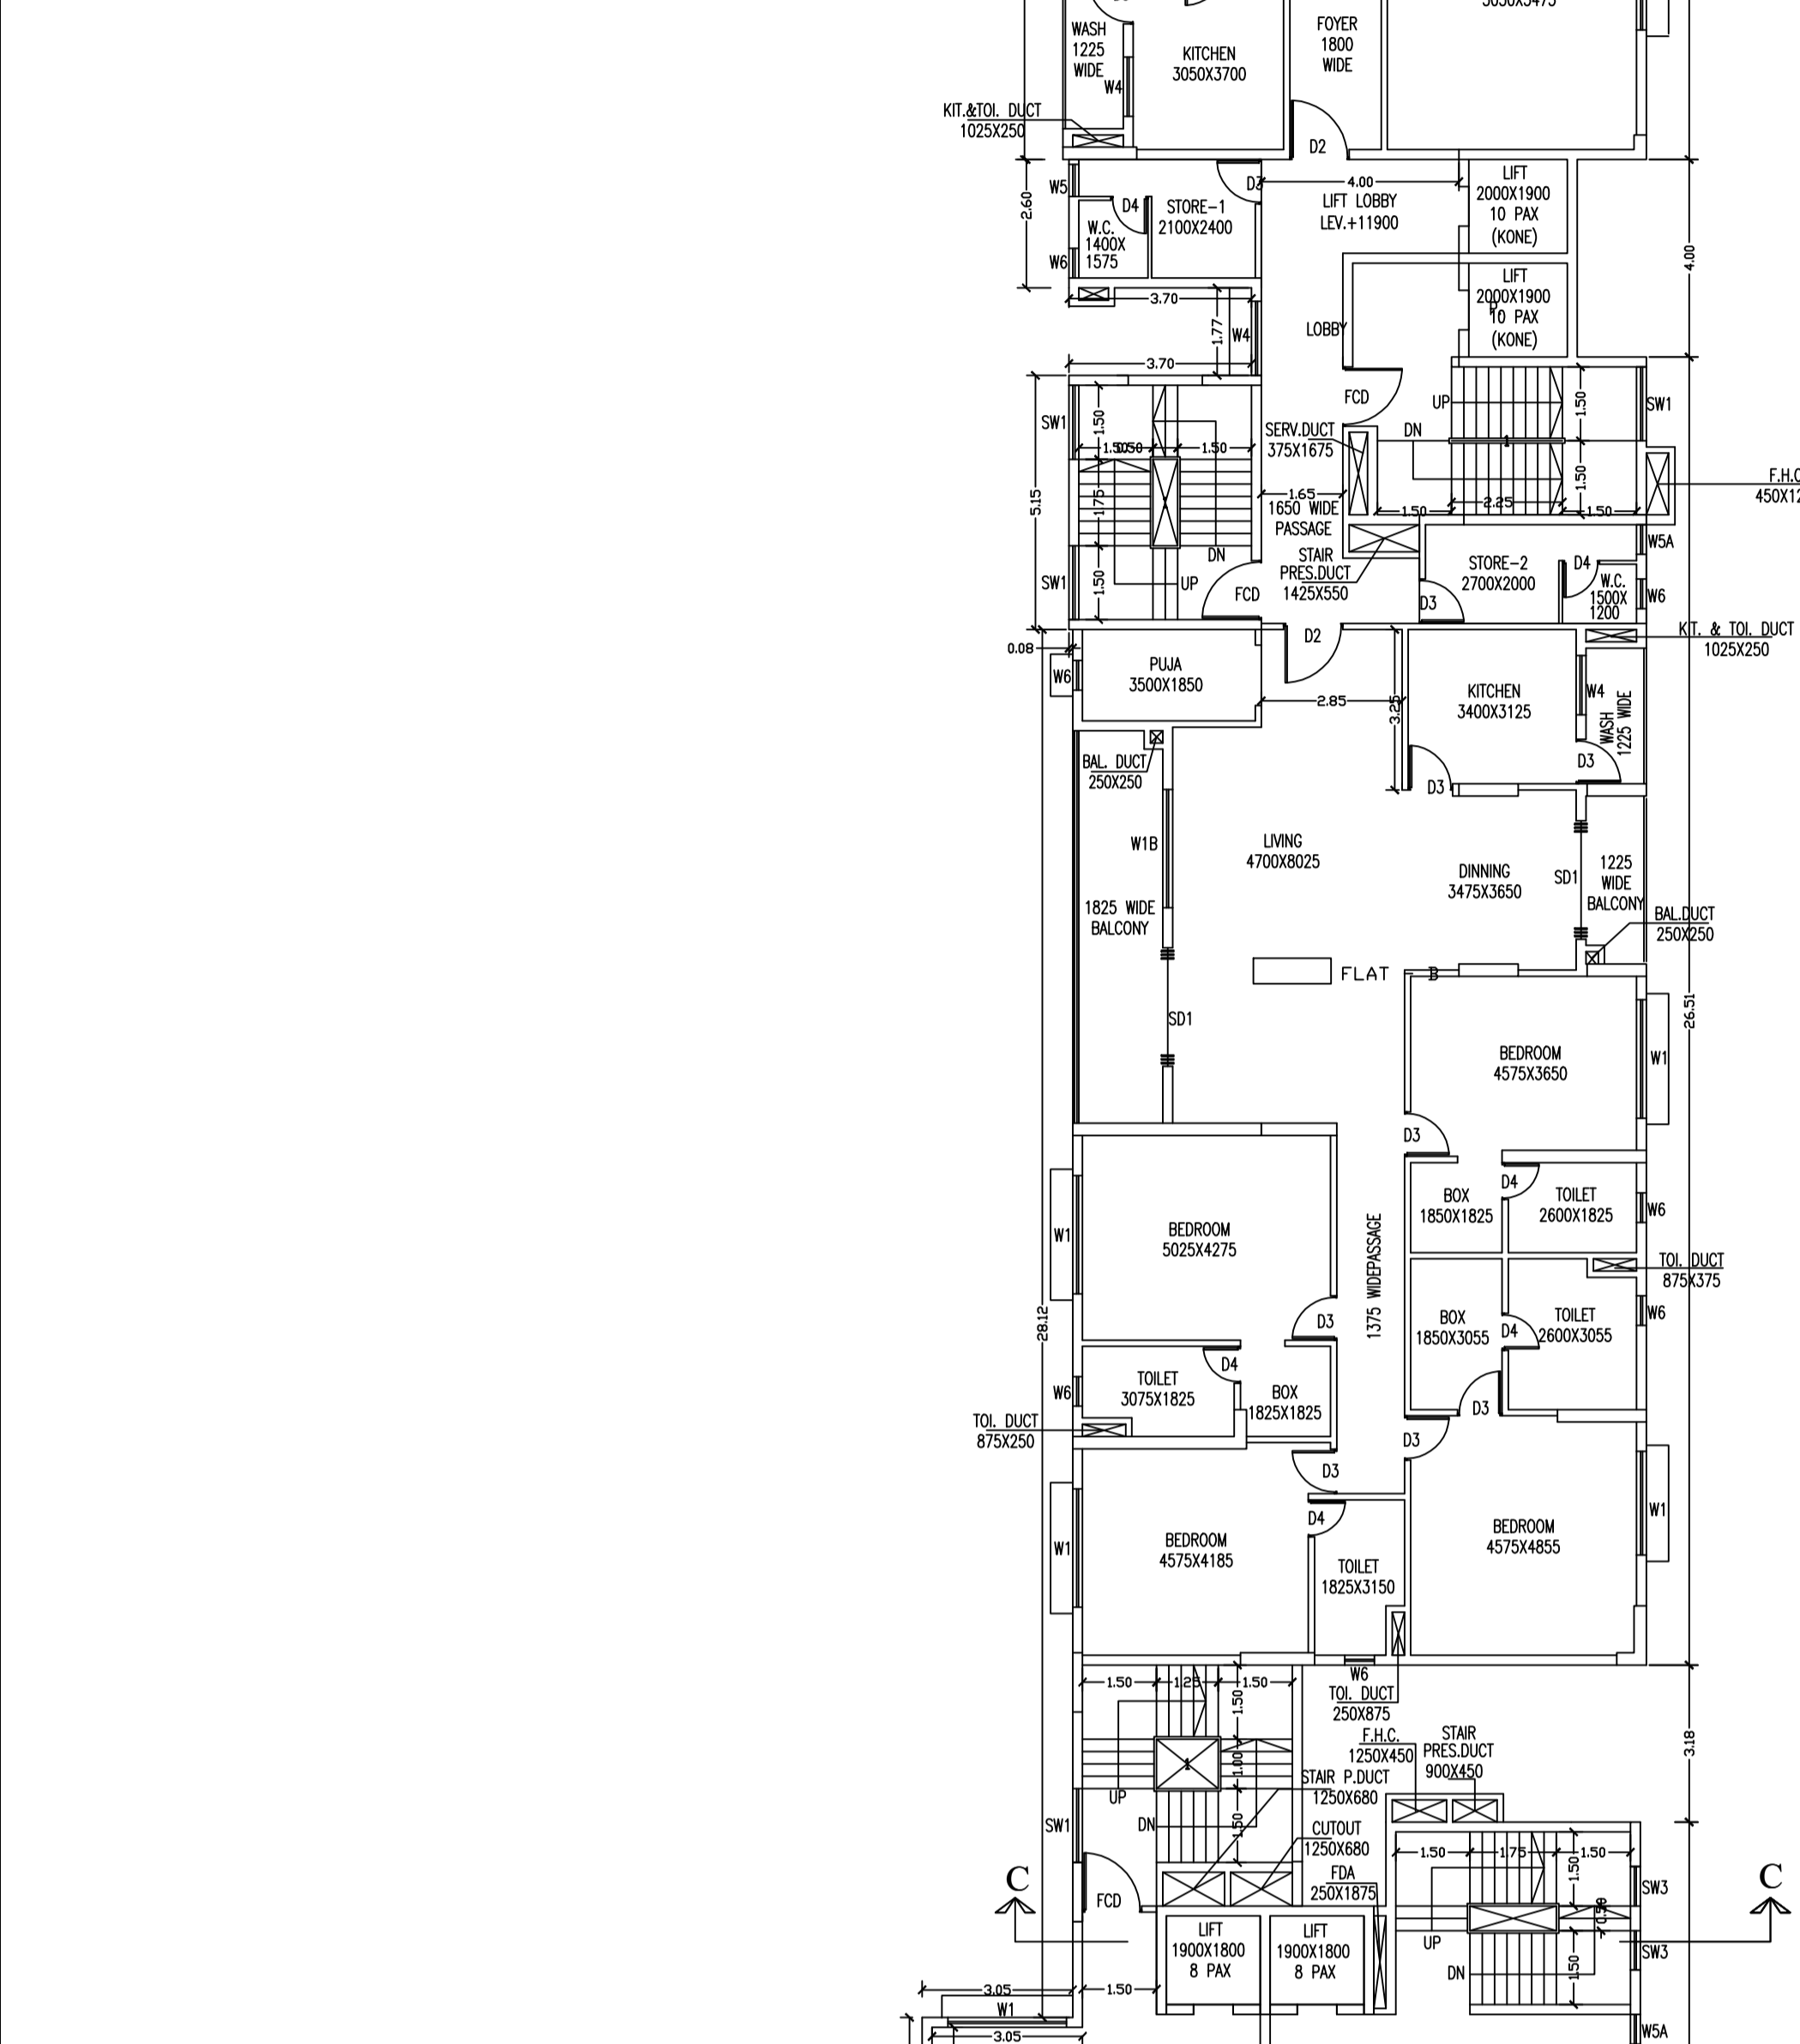 WASH
1225
WIDE
KITCHEN
3050X3700
W4
FOYER
1800
WIDE
KIT.&TOI. DUCT
1025X250
D2
W5
D3
D4
STORE-1
2100X2400
W.C.
1400X
1575
W6
2.60
4.00
LIFT LOBBY
LEV.+11900
LIFT
2000X1900
10 PAX
(KONE)
4.00
LIFT
2000X1900
10 PAX
(KONE)
P.
3.70
1.77
W4
LOBBY
3.70
FCD
UP
1.50
SW1
SW1
1.50
DN
SERV.DUCT
375X1675
1.50
0.50
1.50
1
1.50
F.H.C
5.15
1.75
1
1.65
2.25
1.50
1.50
1650 WIDE
PASSAGE
DN
STAIR
PRES.DUCT
1425X550
W5A
STORE-2
2700X2000
D4
W.C.
1500X
1200
W6
SW1
1.50
UP
FCD
D3
D2
KIT. & TOI. DUCT
1025X250
0.08
W6
PUJA
3500X1850
2.85
3.25
KITCHEN
3400X3125
W4
WASH
1225 WIDE
D3
D3
BAL. DUCT
250X250
W1B
LIVING
4700X8025
DINNING
3475X3650
SD1
1225
WIDE
BALCONY
1825 WIDE
BALCONY
BAL.DUCT
250X250
FLAT B
26.51
SD1
BEDROOM
4575X3650
W1
D3
D4
BOX
1850X1825
TOILET
2600X1825
W6
BEDROOM
5025X4275
W1
1375 WIDEPASSAGE
TOI. DUCT
875X375
28.12
D3
BOX
1850X3055
D4
TOILET
2600X3055
W6
D4
TOILET
3075X1825
W6
BOX
1825X1825
D3
TOI. DUCT
875X250
D3
D3
D4
W1
BEDROOM
4575X4185
TOILET
1825X3150
BEDROOM
4575X4855
W1
1.50
1.25
1.50
1.50
W6
TOI. DUCT
250X875
F.H.C.
1250X450
STAIR
PRES.DUCT
900X450
3.18
1
1.00
STAIR P.DUCT
1250X680
UP
SW1
DN
1.50
CUTOUT
1250X680
1.50
1.75
1.50
1.50
FDA
250X1875
C
FCD
SW3
C
0.50
LIFT
1900X1800
8 PAX
LIFT
1900X1800
8 PAX
UP
SW3
DN
1.50
3.05
1.50
W1
3.05
W5A